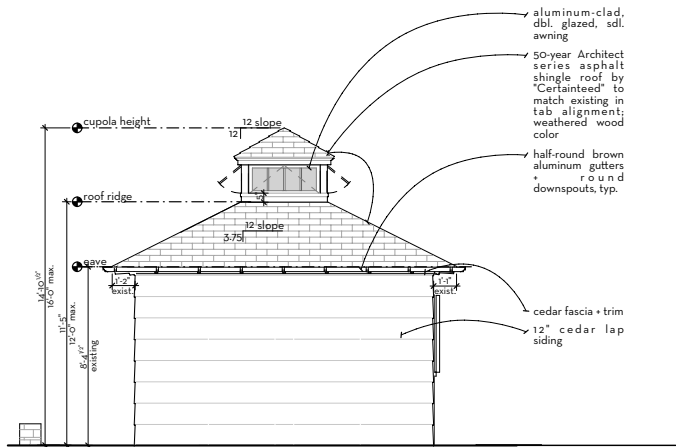 aluminum-clad,
dbl. glazed, sdl.
awning
50-year Architect
series asphalt
shingle roof by
"Certainteed" to
match existing in
tab alignment;
weathered wood
color
half-round brown
aluminum gutters
+ round
downspouts, typ.
cupola height
12 slope
12
roof ridge
12 slope
3.75
eave
1'-2"
exist.
1'-1"
exist.
14'-10 1/2"
16'-0" max.
11'-5"
12'-0" max.
8'-4 1/2"
existing
cedar fascia + trim
12" cedar lap
siding